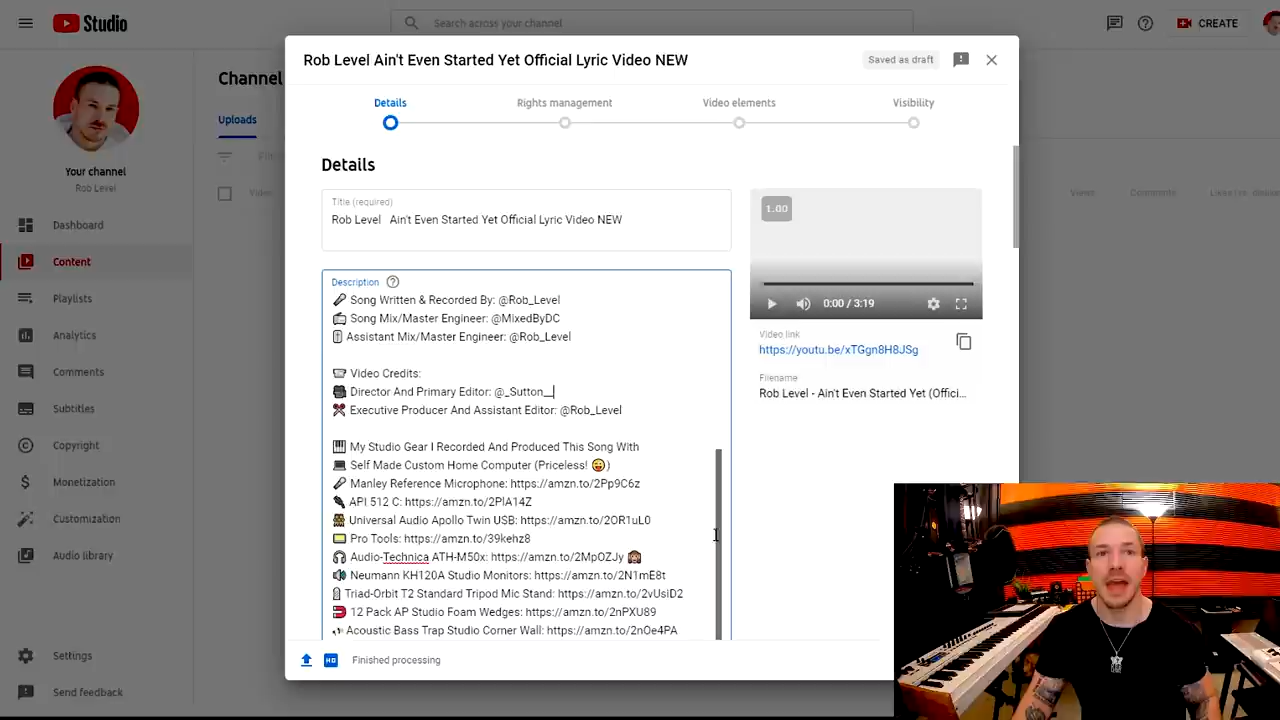 Studio
Search across your channel
CREATE
Rob Level Ain't Even Started Yet Official Lyric Video NEW
Saved as draft
Channel
Uploads
Your channel
Rob Level
Dashboard
Content
Playlists
Analytics
Comments
Subtitles
Copyright
Monetization
Customization
Audio library
Settings
Send feedback
Video
Views
Comments
Details
Rights management
Video elements
Visibility
Details
Title (required)
Rob Level Ain't Even Started Yet Official Lyric Video NEW
Description
Song Written & Recorded By: @Rob_Level
Song Mix/Master Engineer: @MixedByDC
Assistant Mix/Master Engineer: @Rob_Level
Video Credits:
Director And Primary Editor: @_Sutton__
Executive Producer And Assistant Editor: @Rob_Level
My Studio Gear I Recorded And Produced This Song With
Self Made Custom Home Computer (Priceless! 😜)
Manley Reference Microphone: https://amzn.to/2Pp9C6z
API 512 C: https://amzn.to/2PlA14Z
Universal Audio Apollo Twin USB: https://amzn.to/2OR1uL0
Pro Tools: https://amzn.to/39kehz8
Audio-Technica ATH-M50x: https://amzn.to/2MpOZJy
Neumann KH120A Studio Monitors: https://amzn.to/2N1mE8t
Triad-Orbit T2 Standard Tripod Mic Stand: https://amzn.to/2vUsiD2
12 Pack AP Studio Foam Wedges: https://amzn.to/2nPXU89
Acoustic Bass Trap Studio Corner Wall: https://amzn.to/2nOe4PA
1.00
0:00 / 3:19
Video link
https://youtu.be/xTGgn8H8JSg
Filename
Rob Level - Ain't Even Started Yet (Offici...
HD
Finished processing